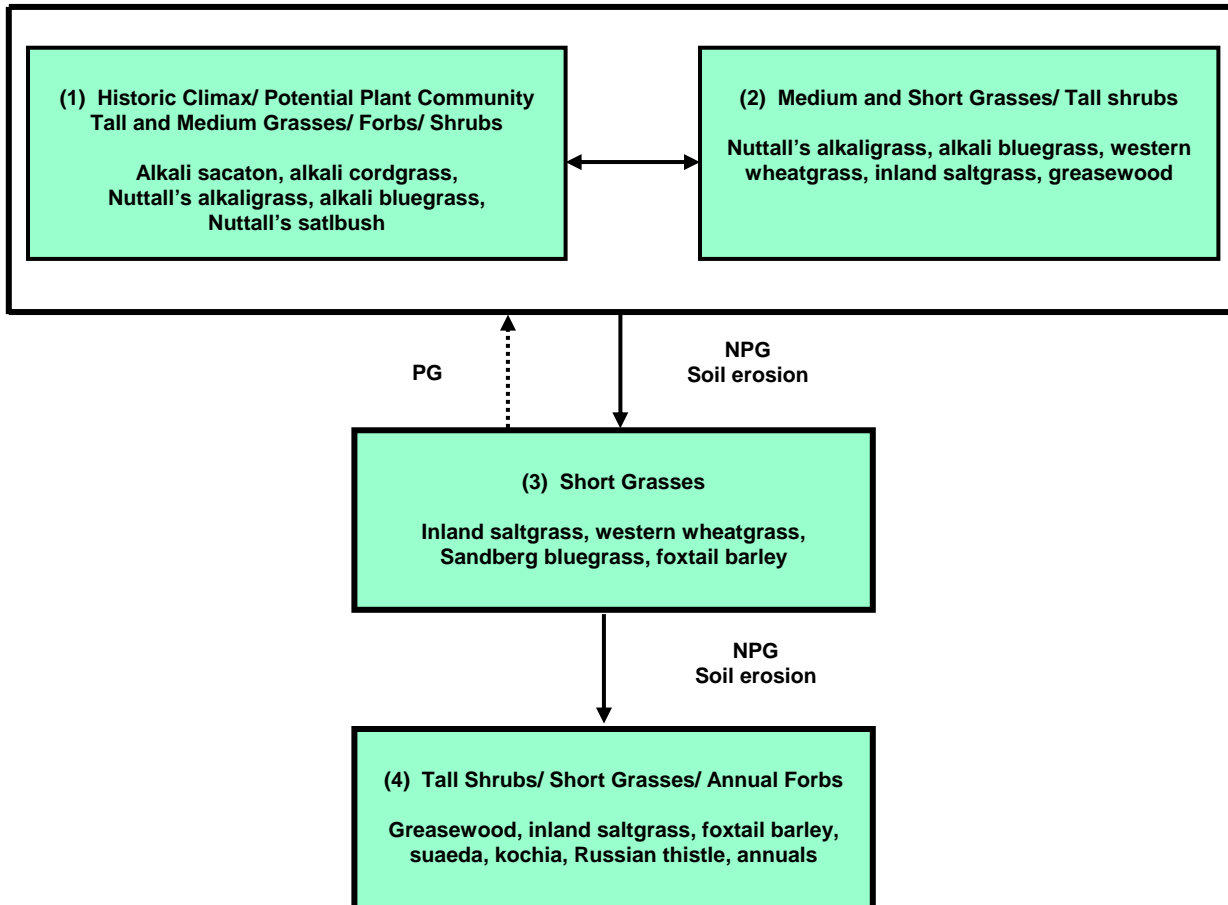 (1) Historic Climax/ Potential Plant Community
Tall and Medium Grasses/ Forbs/ Shrubs
Alkali sacaton, alkali cordgrass,
Nuttall's alkaligrass, alkali bluegrass,
Nuttall's satlbush
(2) Medium and Short Grasses/ Tall shrubs
Nuttall's alkaligrass, alkali bluegrass, western
wheatgrass, inland saltgrass, greasewood
PG
NPG
Soil erosion
(3) Short Grasses
Inland saltgrass, western wheatgrass,
Sandberg bluegrass, foxtail barley
NPG
Soil erosion
(4) Tall Shrubs/ Short Grasses/ Annual Forbs
Greasewood, inland saltgrass, foxtail barley,
suaeda, kochia, Russian thistle, annuals